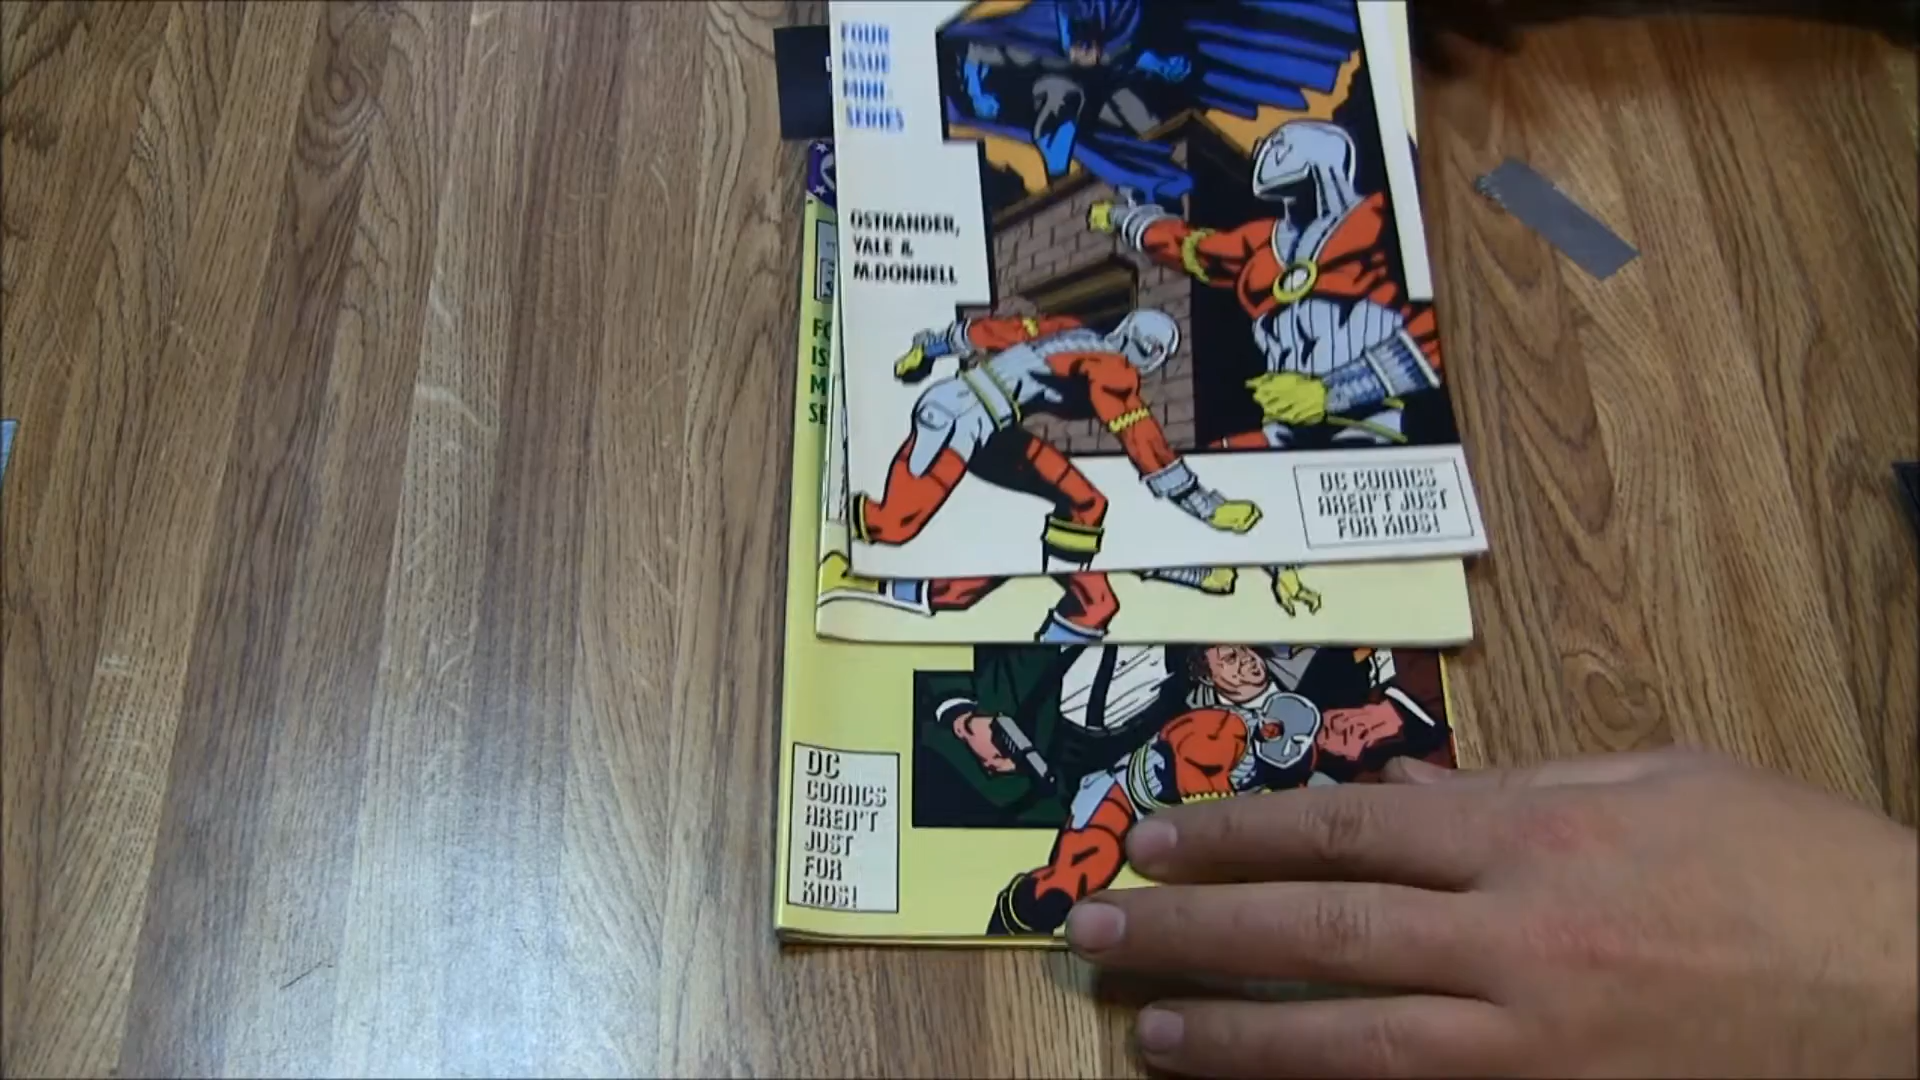 FOUR
ISSUE
MINI-
SERIES
OSTRANDER,
YALE &
McDONNELL
DC COMICS
AREN'T JUST
FOR KIDS!
DC
COMICS
AREN'T
JUST
FOR
KIDS!